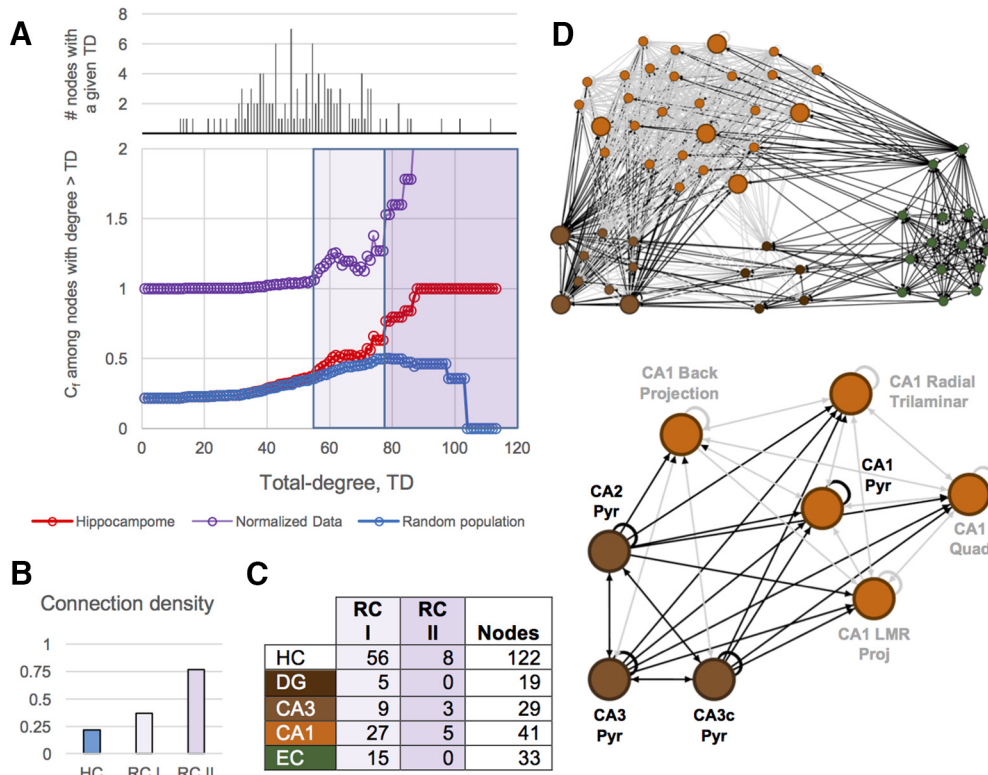 A
# nodes with
a given TD
8
6
4
2
Cf among nodes with degree > TD
2
1.5
1
0.5
0
0 20 40 60 80 100 120
Total-degree, TD
Hippocampome Normalized Data Random population
B
Connection density
1
0.75
0.5
0.25
0
HC RC I RC II
C
RC I RC II Nodes
HC 56 8 122
DG 5 0 19
CA3 9 3 29
CA1 27 5 41
EC 15 0 33
D
CA1 Back
Projection
CA1 Radial
Trilaminar
CA2
Pyr
CA1
Pyr
CA1
Quad
CA1 LMR
Proj
CA3
Pyr
CA3c
Pyr